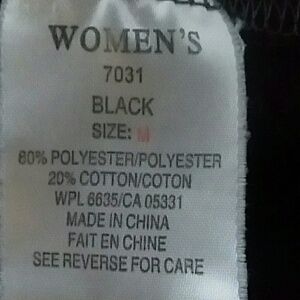 WOMEN'S
7031
BLACK
SIZE: M
80% POLYESTER/POLYESTER
20% COTTON/COTON
WPL 6635/CA 05331
MADE IN CHINA
FAIT EN CHINE
SEE REVERSE FOR CARE